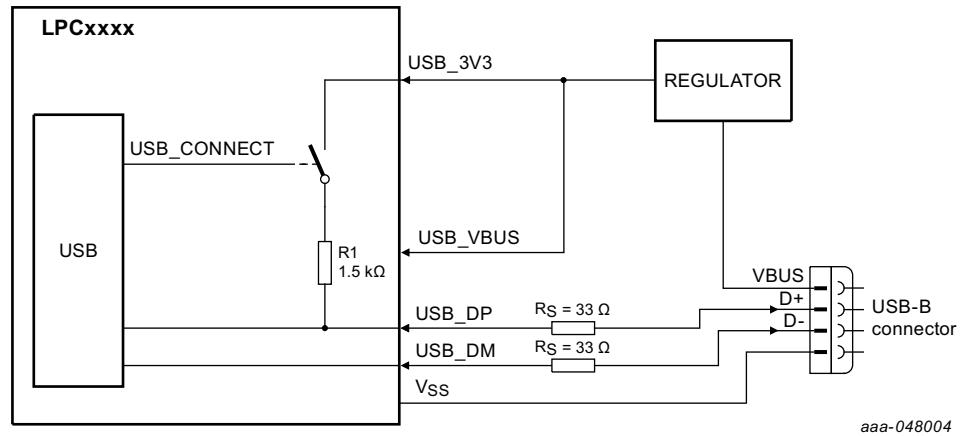 LPCxxxx
USB_3V3
REGULATOR
USB_CONNECT
USB
R1
1.5 kΩ
USB_VBUS
VBUS
D+
USB-B
connector
USB_DP
RS = 33 Ω
D-
USB_DM
RS = 33 Ω
VSS
aaa-048004